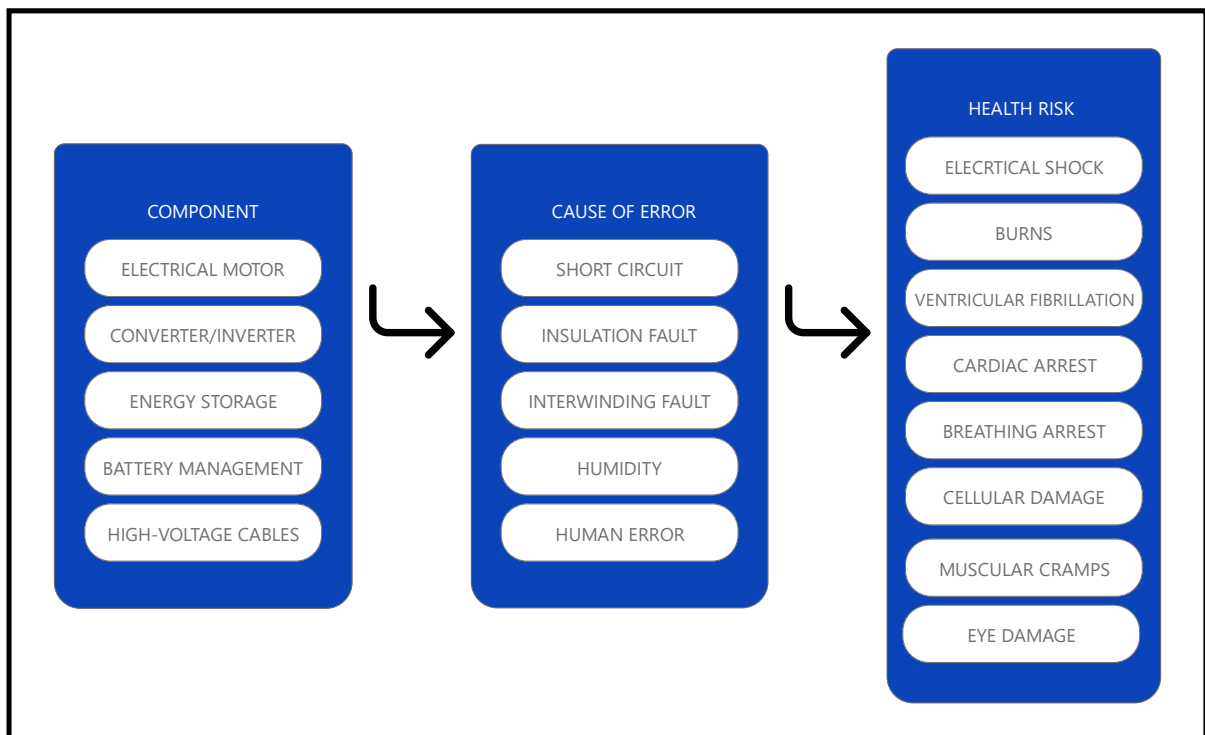 COMPONENT
ELECTRICAL MOTOR
CONVERTER/INVERTER
ENERGY STORAGE
BATTERY MANAGEMENT
HIGH-VOLTAGE CABLES
CAUSE OF ERROR
SHORT CIRCUIT
INSULATION FAULT
INTERWINDING FAULT
HUMIDITY
HUMAN ERROR
HEALTH RISK
ELECRTICAL SHOCK
BURNS
VENTRICULAR FIBRILLATION
CARDIAC ARREST
BREATHING ARREST
CELLULAR DAMAGE
MUSCULAR CRAMPS
EYE DAMAGE